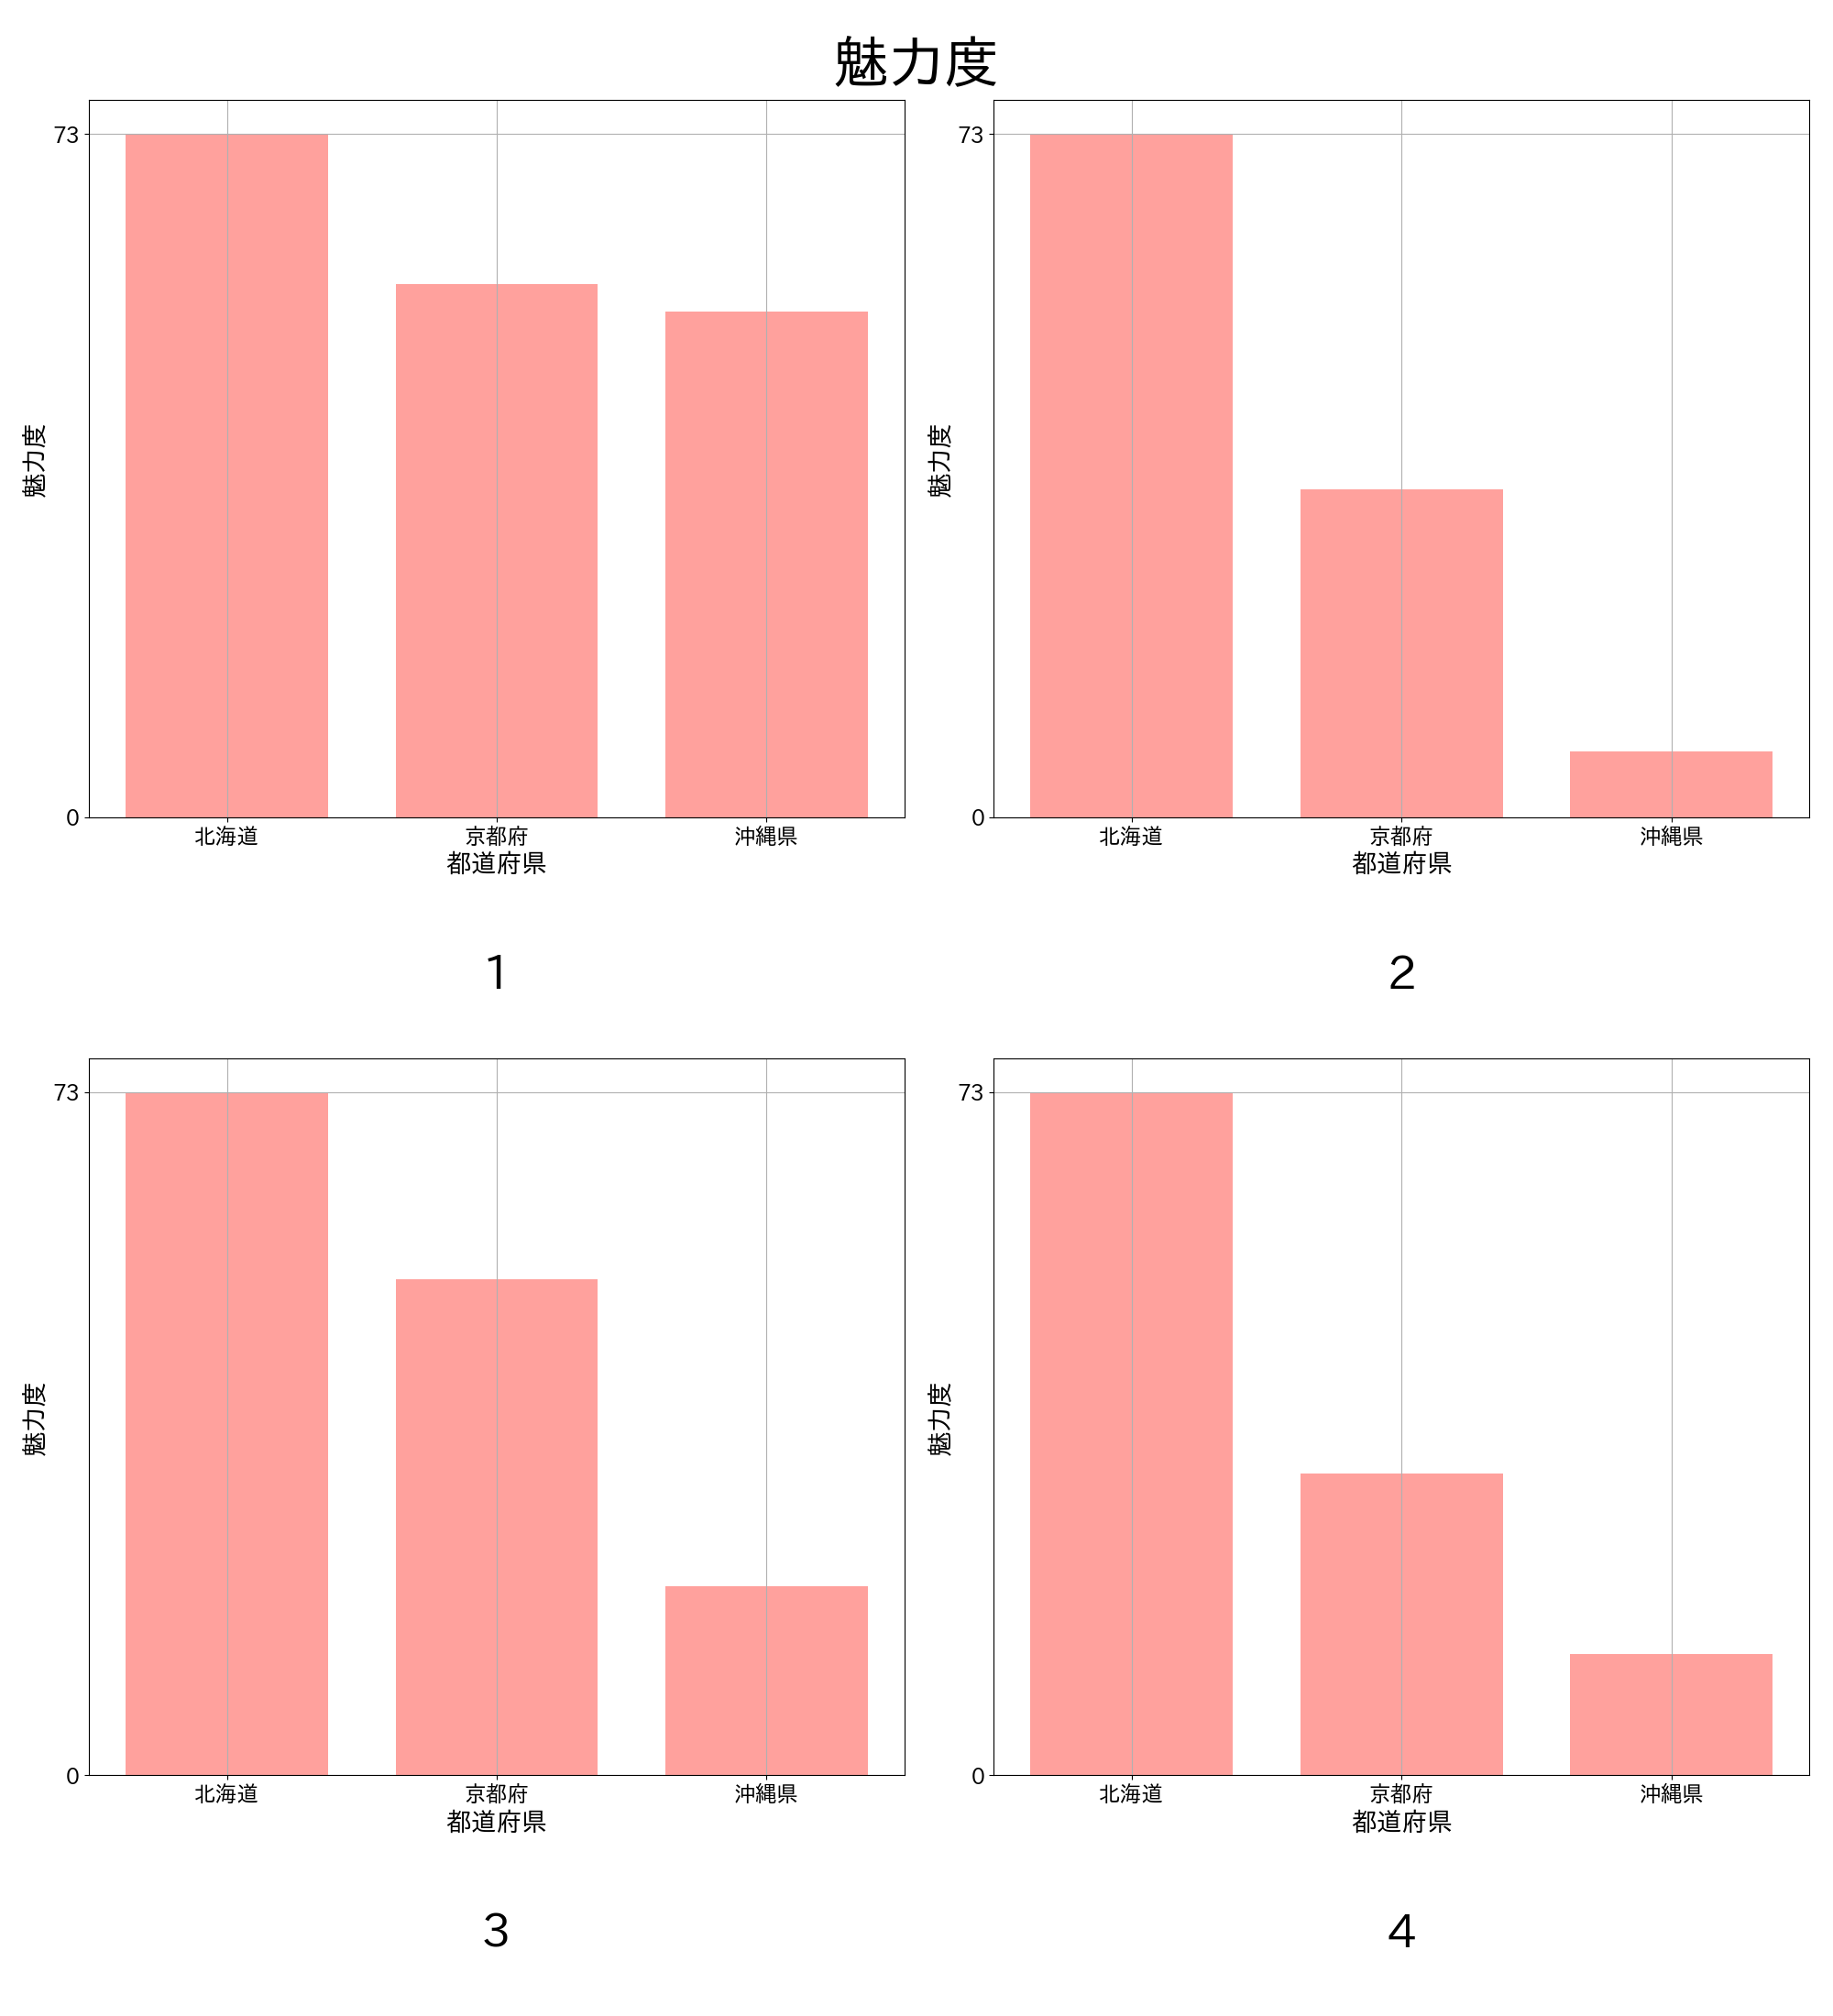 魅力度
73
0
魅力度
北海道 京都府 沖縄県
都道府県
1
73
0
魅力度
北海道 京都府 沖縄県
都道府県
2
73
0
魅力度
北海道 京都府 沖縄県
都道府県
3
73
0
魅力度
北海道 京都府 沖縄県
都道府県
4